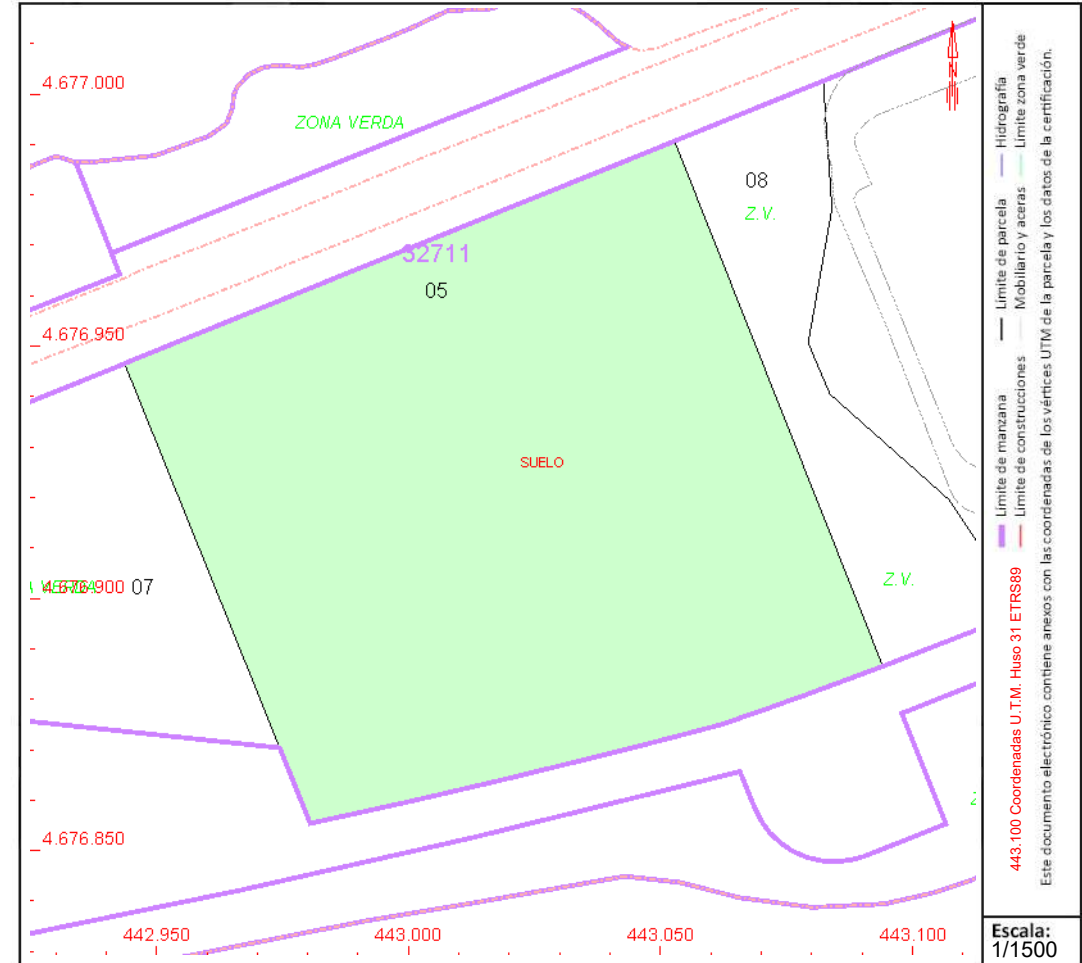 4.677.000
ZONA VERDA
08
Z.V.
32711
05
4.676.950
SUELO
4.676.900
07
Z.V.
4.676.850
442.950
443.000
443.050
443.100
N
Límite de manzana
Límite de parcela
Hidrografía
Límite de construcciones
Mobiliario y aceras
Límite zona verde
443.100 Coordenadas U.T.M. Huso 31 ETRS89
Este documento electrónico contiene anexos con las coordenadas de los vértices UTM de la parcela y los datos de la certificación.
Escala:
1/1500